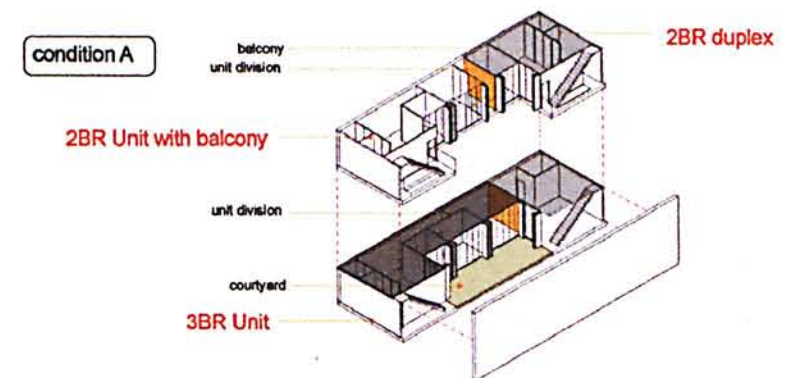 condition A
balcony
unit division
2BR duplex
2BR Unit with balcony
unit division
courtyard
3BR Unit